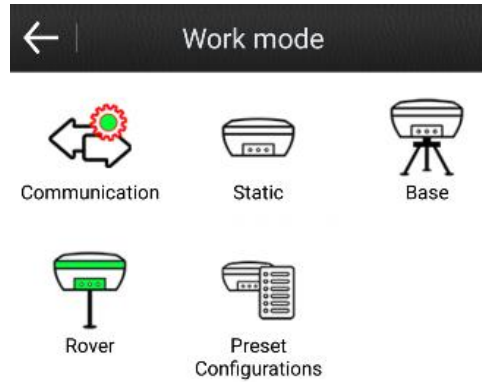 Work mode
Communication
Static
Base
Rover
Preset
Configurations